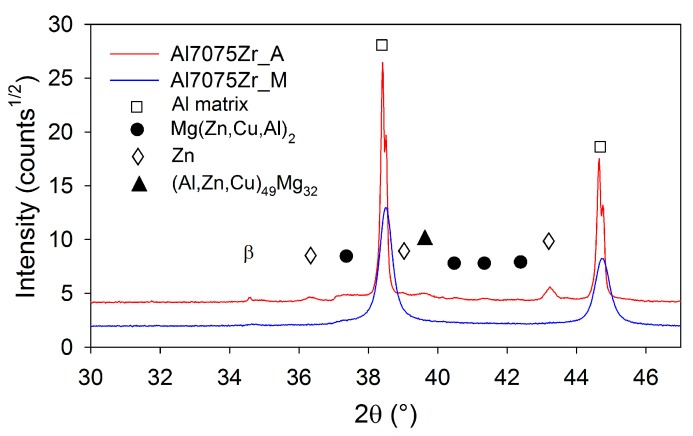 30
25
20
15
10
5
0
Intensity (counts1/2)
Al7075Zr_A
Al7075Zr_M
Al matrix
Mg(Zn,Cu,Al)2
Zn
(Al,Zn,Cu)49Mg32
β
30 32 34 36 38 40 42 44 46
2θ (°)